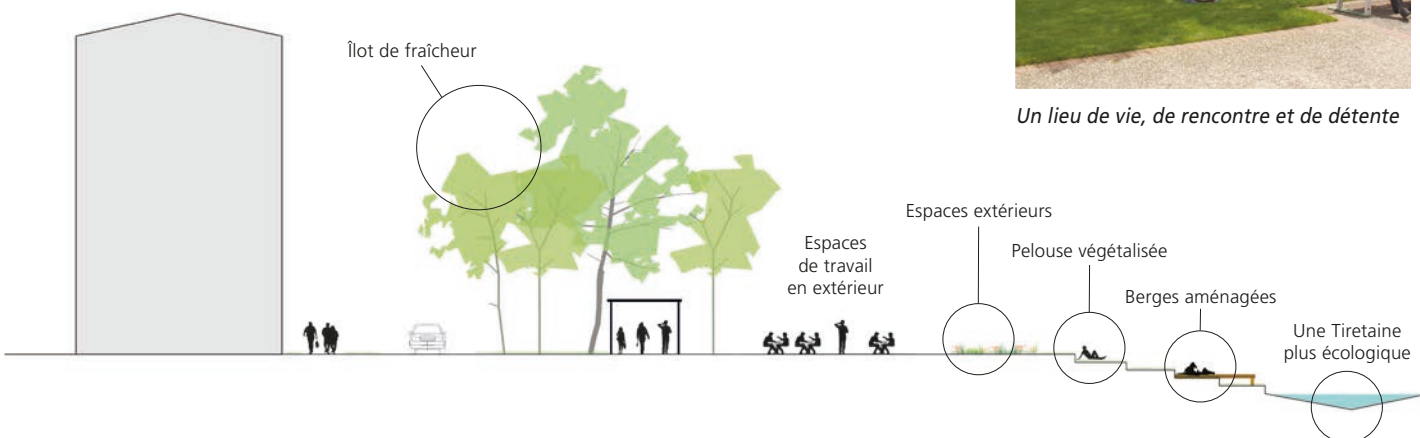 Un lieu de vie, de rencontre et de détente
Îlot de fraîcheur
Espaces
de travail
en extérieur
Espaces extérieurs
Pelouse végétalisée
Berges aménagées
Une Tiretaine
plus écologique